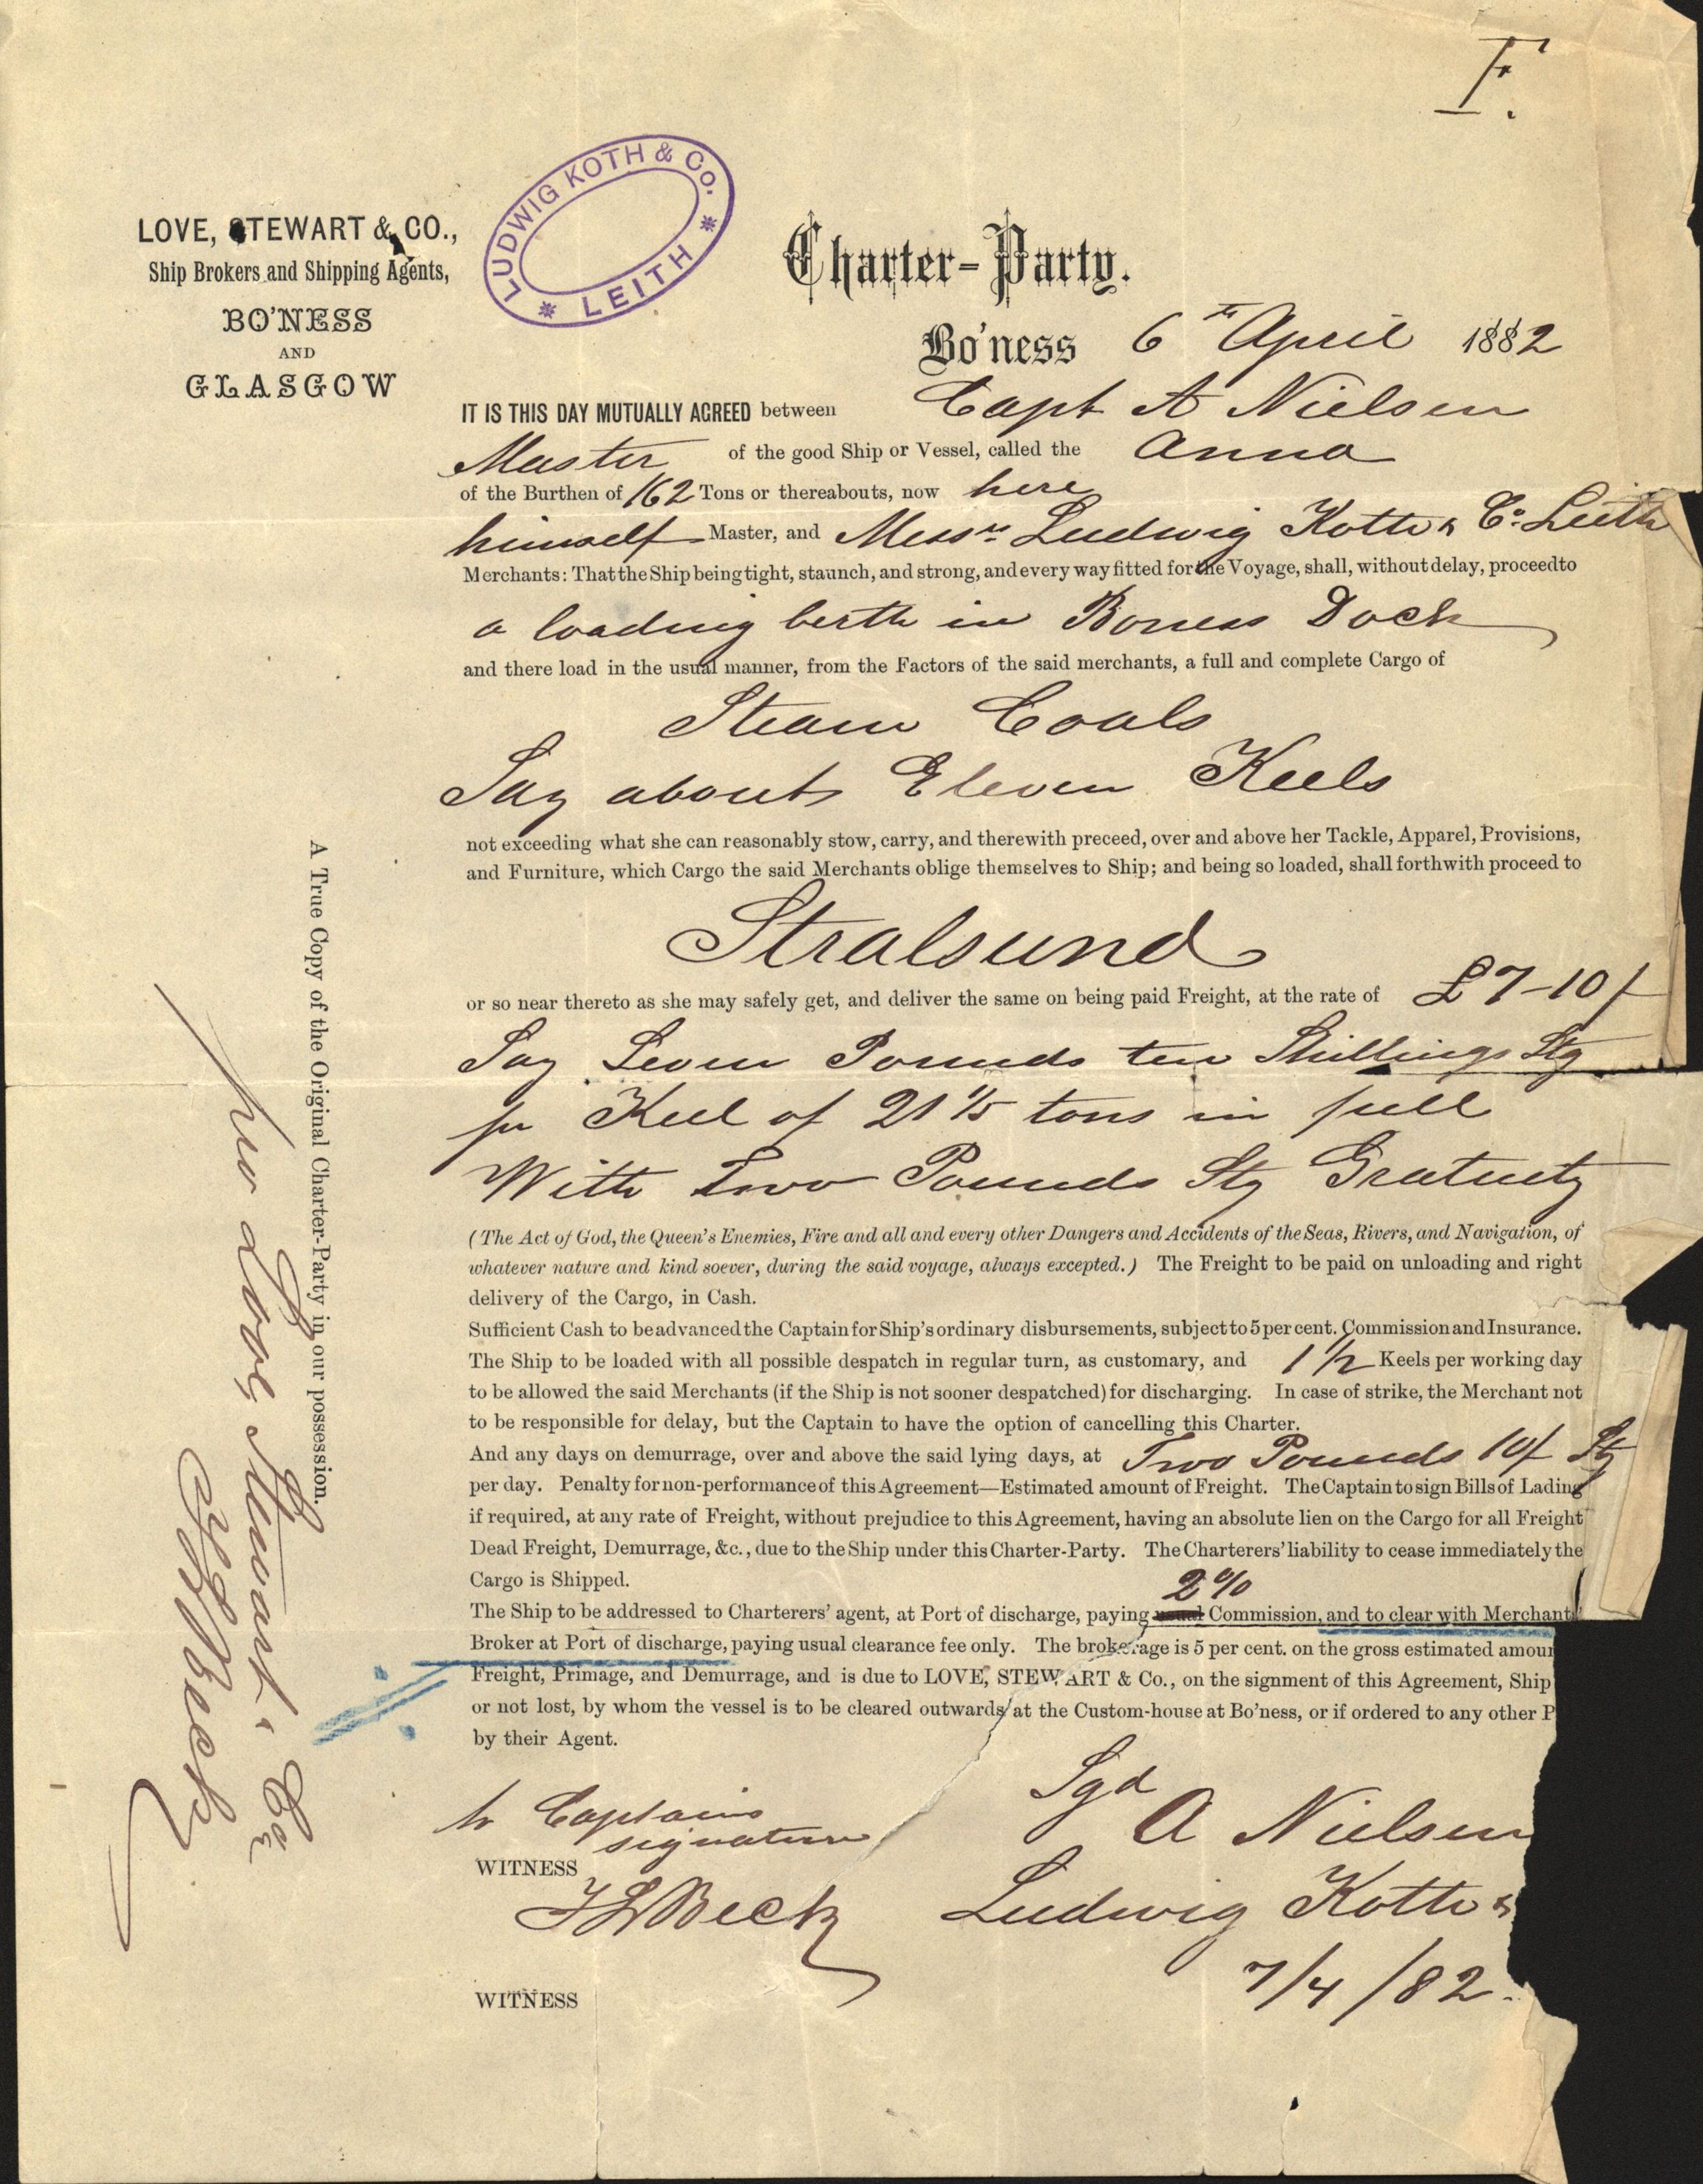 F.
LUDWIG KOTH & Co.
* LEITH *
LOVE, STEWART & CO.,
Ship Brokers and Shipping Agents,
BO'NESS
AND
GLASGOW
Charter-Party.
Bo'ness 6th April 1882
IT IS THIS DAY MUTUALLY AGREED between Capt A Nielsen
Master of the good Ship or Vessel, called the Anna
of the Burthen of 162 Tons or thereabouts, now here
himself Master, and Messrs Ludwig Koth & Co Leith
Merchants: That the Ship being tight, staunch, and strong, and every way fitted for the Voyage, shall, without delay, proceed to
a loading berth in Boness Dock
and there load in the usual manner, from the Factors of the said merchants, a full and complete Cargo of
Steam Coals
Say about Eleven Keels
not exceeding what she can reasonably stow, carry, and therewith preceed, over and above her Tackle, Apparel, Provisions,
and Furniture, which Cargo the said Merchants oblige themselves to Ship; and being so loaded, shall forthwith proceed to
Stralsund
or so near thereto as she may safely get, and deliver the same on being paid Freight, at the rate of £7-10/
Say Seven Pounds ten Shillings Stg
pr Keel of 21 1/5 tons in full
With Two Pounds Stg Gratuity
(The Act of God, the Queen's Enemies, Fire and all and every other Dangers and Accidents of the Seas, Rivers, and Navigation, of
whatever nature and kind soever, during the said voyage, always excepted.) The Freight to be paid on unloading and right
delivery of the Cargo, in Cash.
Sufficient Cash to be advanced the Captain for Ship's ordinary disbursements, subject to 5 per cent. Commission and Insurance.
The Ship to be loaded with all possible despatch in regular turn, as customary, and 1 1/2 Keels per working day
to be allowed the said Merchants (if the Ship is not sooner despatched) for discharging. In case of strike, the Merchant not
to be responsible for delay, but the Captain to have the option of cancelling this Charter.
And any days on demurrage, over and above the said lying days, at Two Pounds 10/ Stg
per day. Penalty for non-performance of this Agreement—Estimated amount of Freight. The Captain to sign Bills of Lading
if required, at any rate of Freight, without prejudice to this Agreement, having an absolute lien on the Cargo for all Freight
Dead Freight, Demurrage, &c., due to the Ship under this Charter-Party. The Charterers' liability to cease immediately the
Cargo is Shipped.
2%
The Ship to be addressed to Charterers' agent, at Port of discharge, paying usual Commission, and to clear with Merchants'
Broker at Port of discharge, paying usual clearance fee only. The brokerage is 5 per cent. on the gross estimated amoun
Freight, Primage, and Demurrage, and is due to LOVE, STEWART & Co., on the signment of this Agreement, Ship
or not lost, by whom the vessel is to be cleared outwards at the Custom-house at Bo'ness, or if ordered to any other P
by their Agent.
Sgd
A Nielsen
to Captains
signature
WITNESS
Ludwig Koth &
7/4/82.
WITNESS
A True Copy of the Original Charter-Party in our possession.
pro Love, Stewart & Co